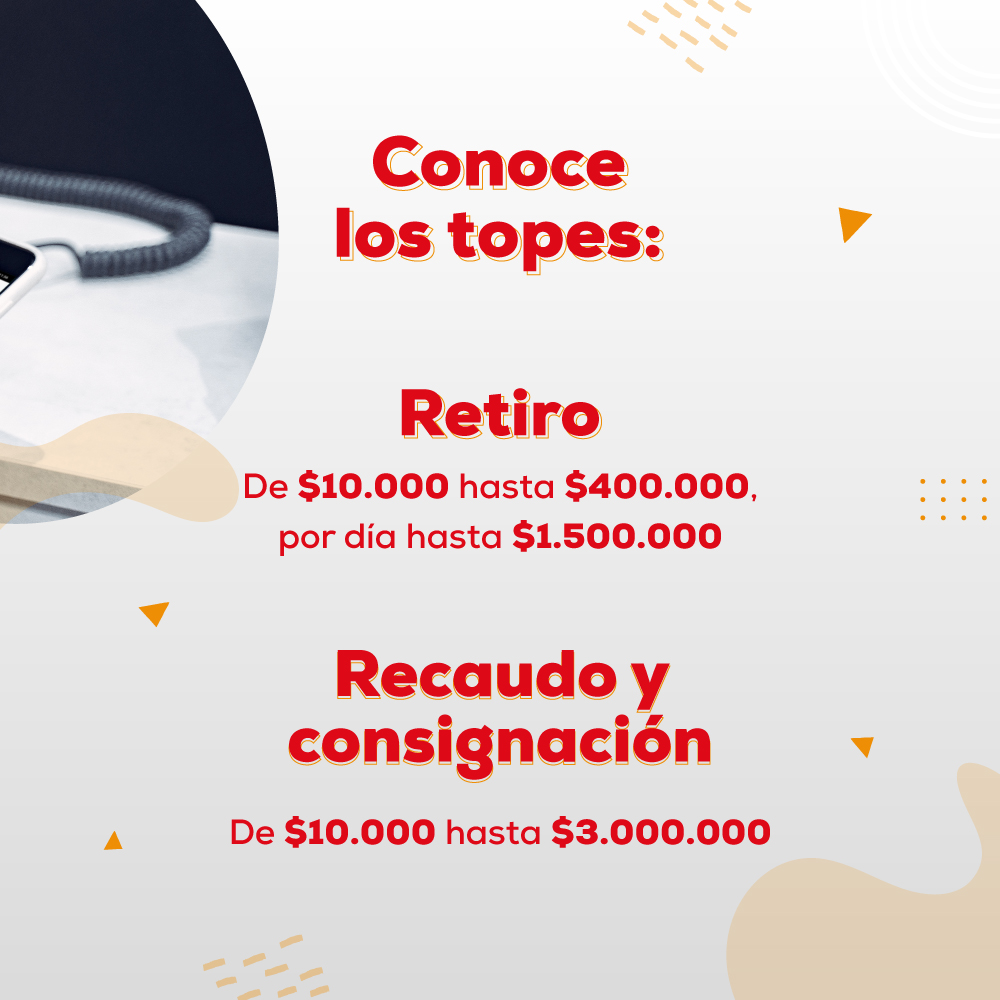 Conoce
los topes:
Retiro
De $10.000 hasta $400.000,
por día hasta $1.500.000
Recaudo y
consignación
De $10.000 hasta $3.000.000